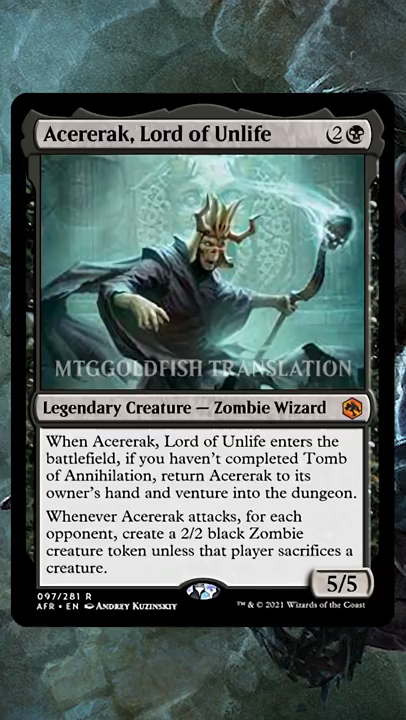 Acererak, Lord of Unlife 2
MTGGOLDFISH TRANSLATION
Legendary Creature — Zombie Wizard
When Acererak, Lord of Unlife enters the
battlefield, if you haven't completed Tomb
of Annihilation, return Acererak to its
owner's hand and venture into the dungeon.
Whenever Acererak attacks, for each
opponent, create a 2/2 black Zombie
creature token unless that player sacrifices a
creature.
5/5
097/281 R
AFR • EN Andrey Kuzinskiy ™ & © 2021 Wizards of the Coast